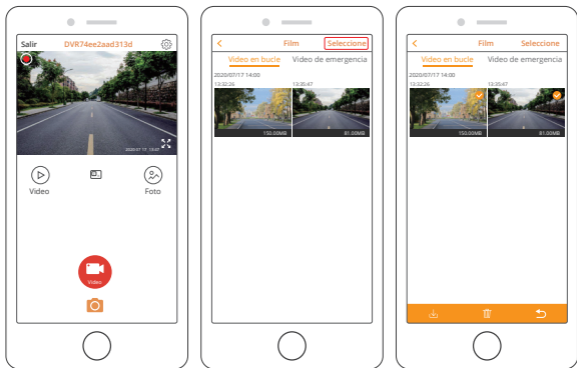 Salir DVR74ee2aad313d
2020-07-17 13:47
Video
Foto
Video
Film Seleccione
Video en bucle Video de emergencia
2020/07/17 14:00
13:32:26 13:35:47
150.00MB 81.00MB
Film Seleccione
Video en bucle Video de emergencia
2020/07/17 14:00
13:32:26 13:35:47
150.00MB 81.00MB